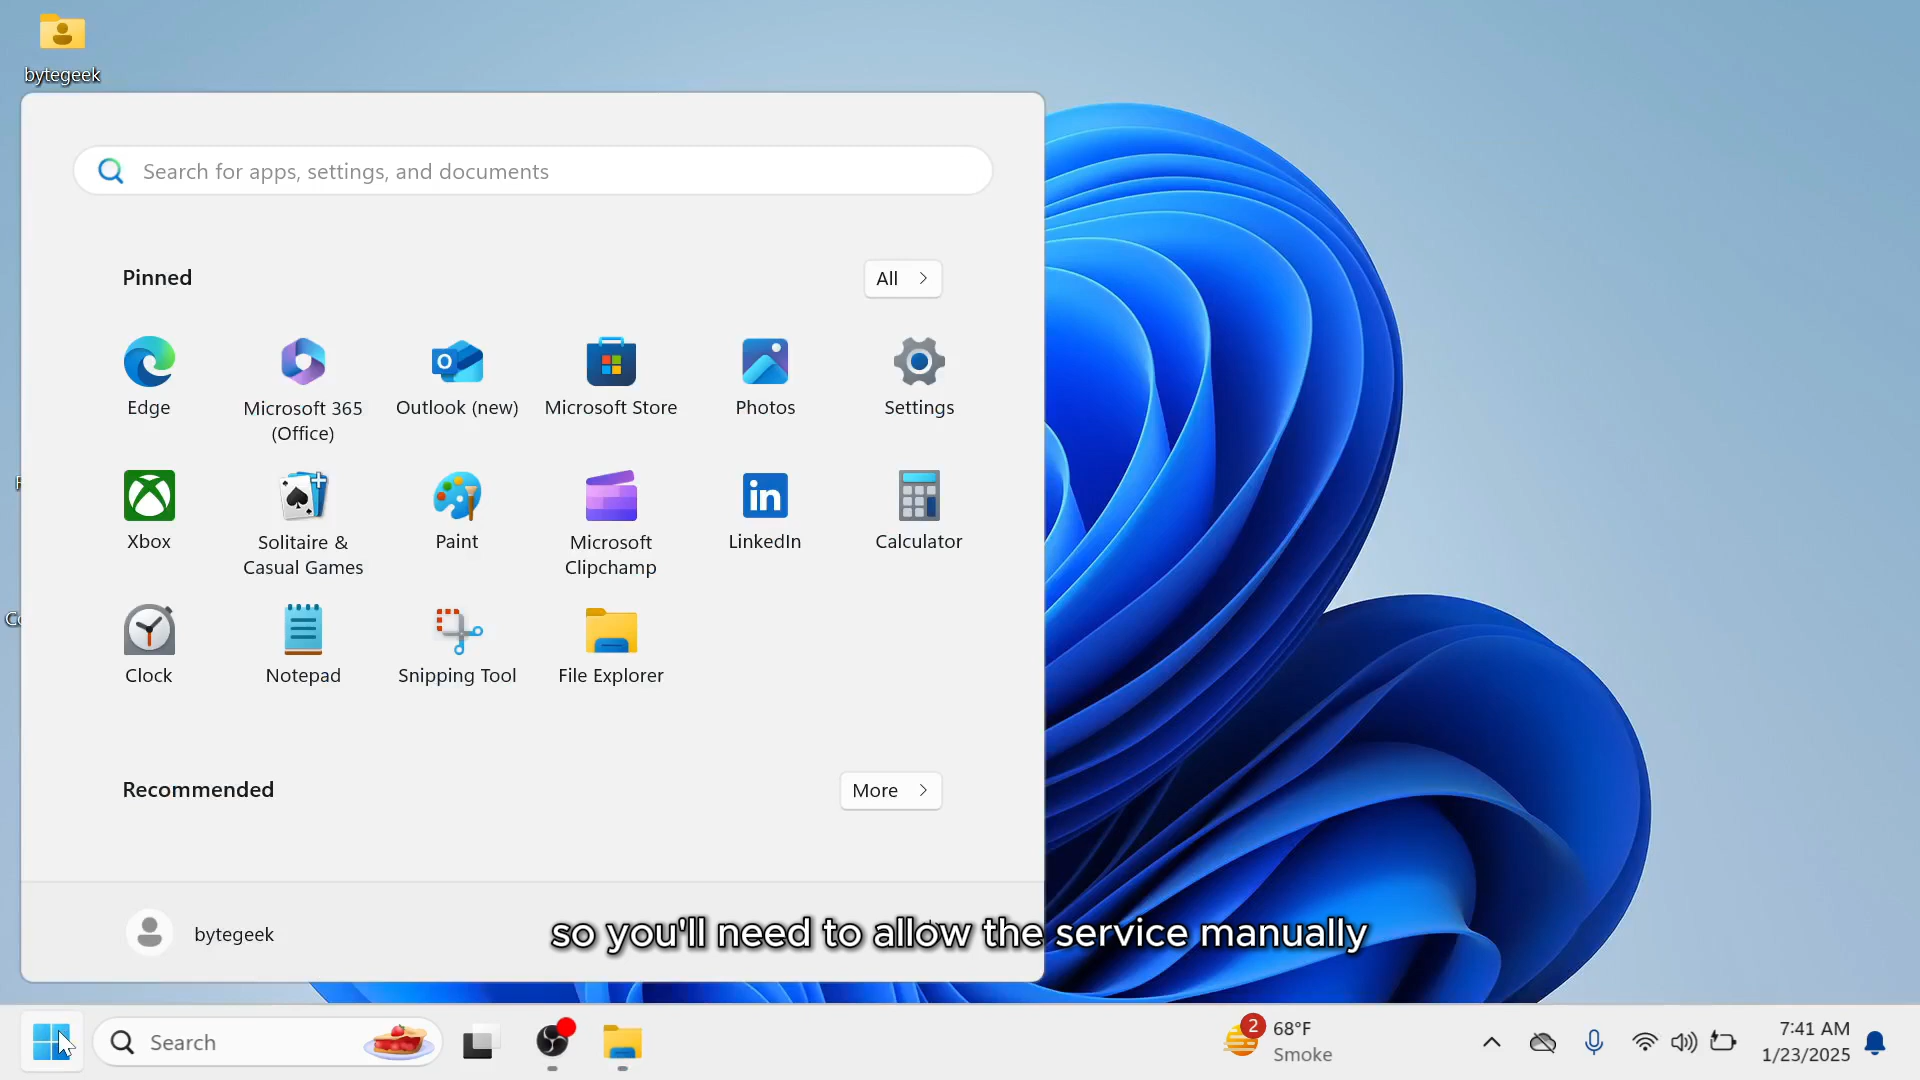 bytegeek
Search for apps, settings, and documents
Pinned
All
Edge
Microsoft 365
(Office)
Outlook (new)
Microsoft Store
Photos
Settings
Xbox
Solitaire &
Casual Games
Paint
Microsoft
Clipchamp
LinkedIn
Calculator
Clock
Notepad
Snipping Tool
File Explorer
Recommended
More
bytegeek
so you'll need to allow the service manually
Search
2
68°F
Smoke
7:41 AM
1/23/2025